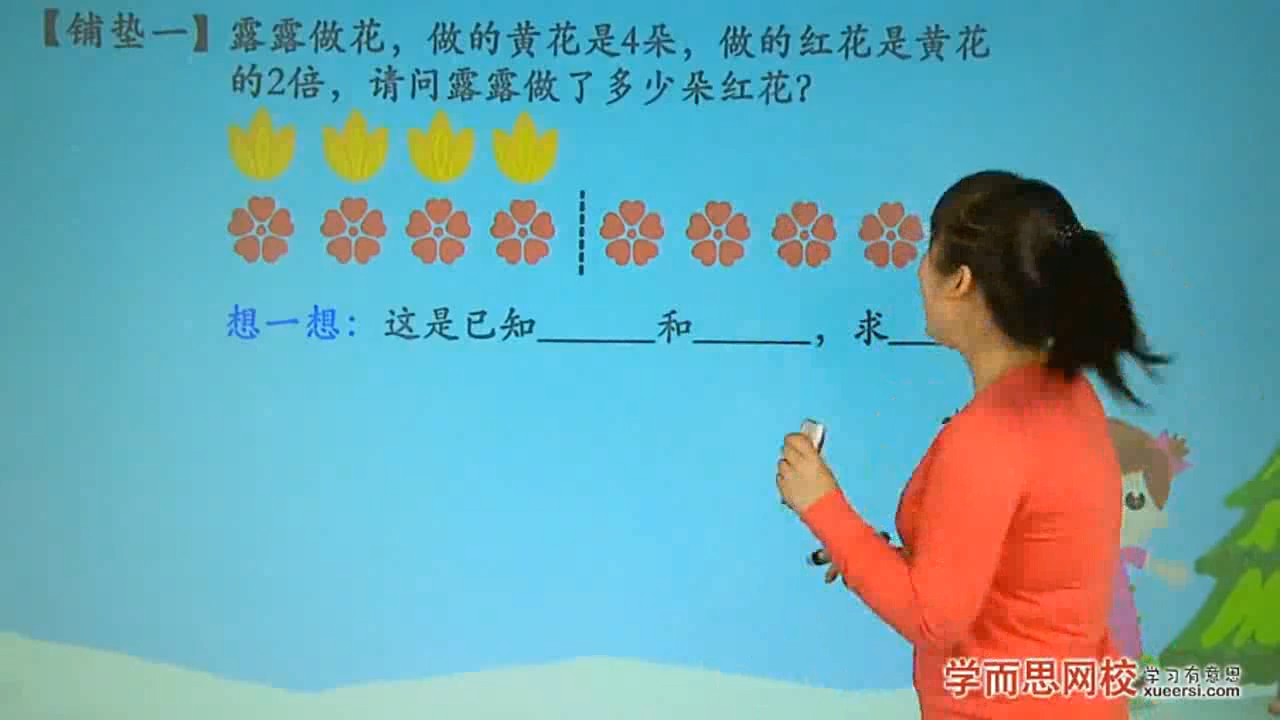 【铺垫一】露露做花，做的黄花是4朵，做的红花是黄花
的2倍，请问露露做了多少朵红花？
想一想：这是已知______和______，求___
学而思网校 学习有意思
xueersi.com